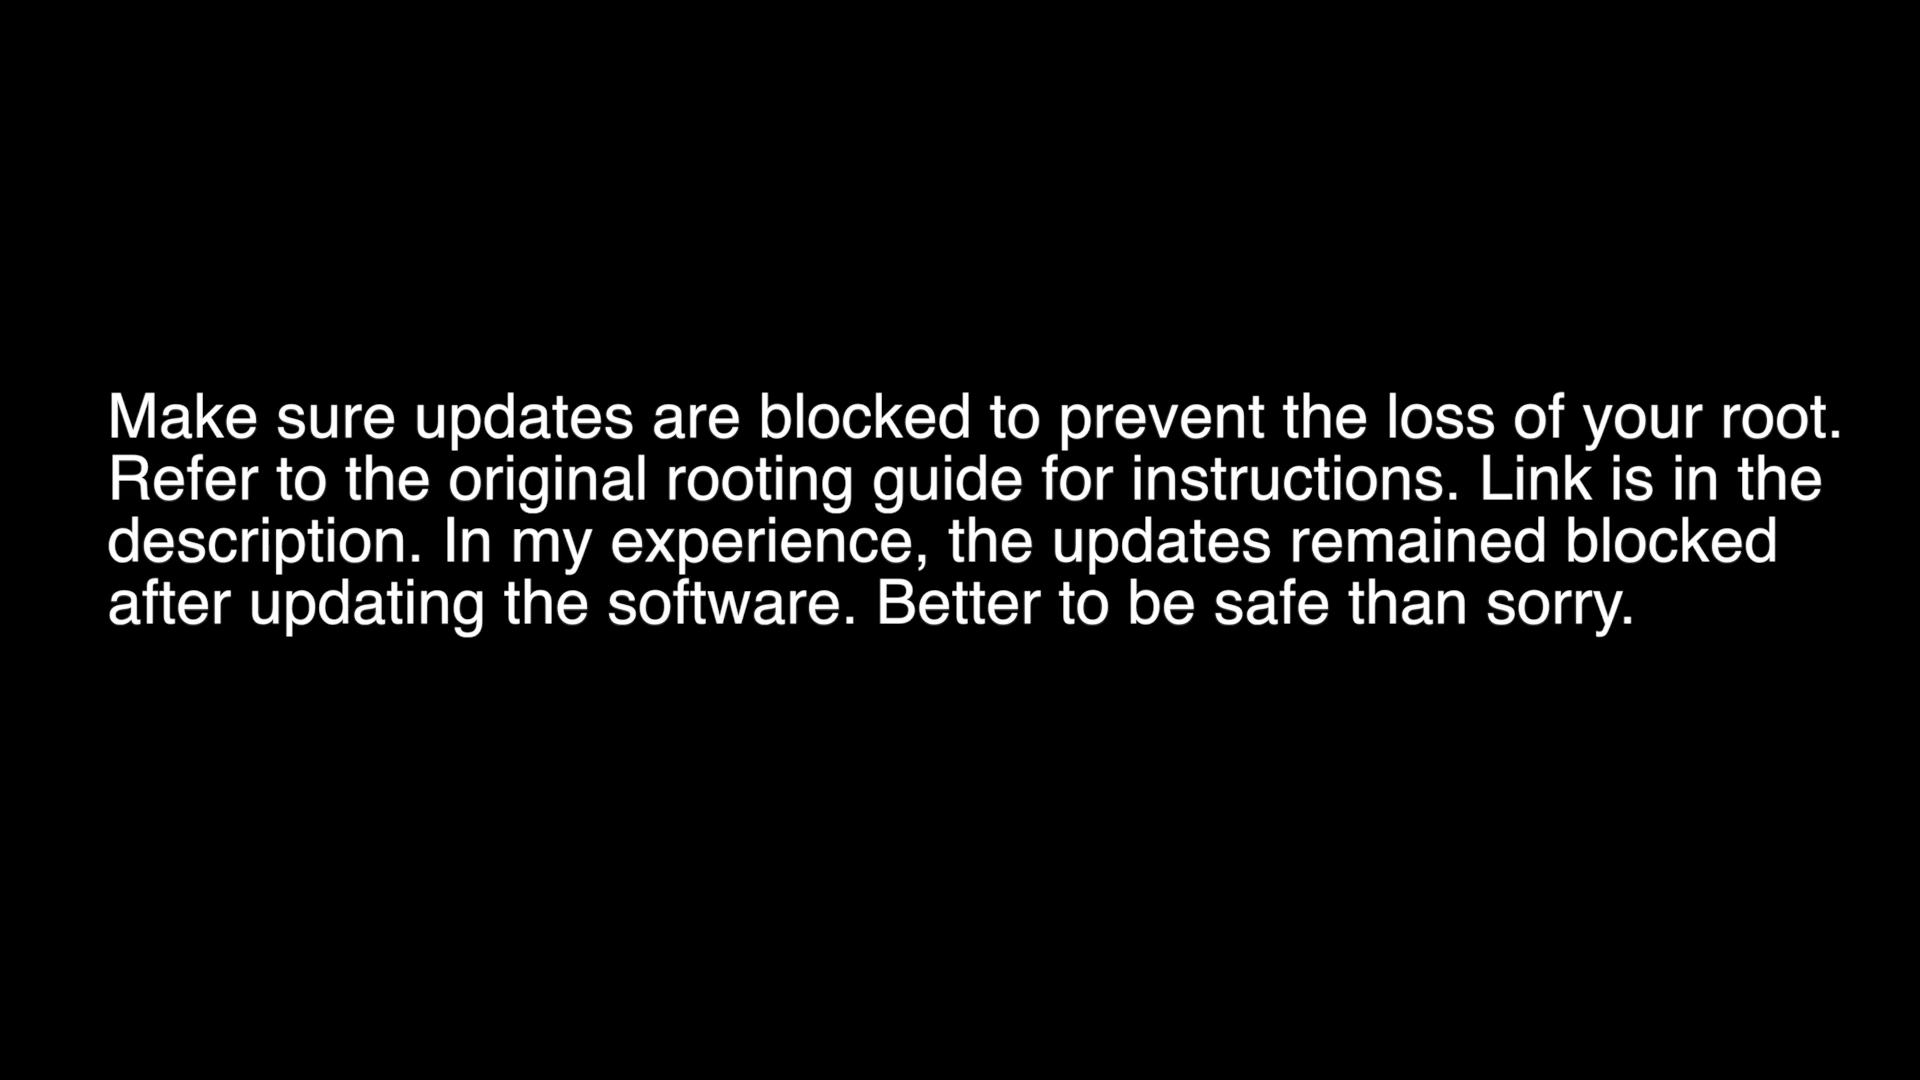 Make sure updates are blocked to prevent the loss of your root.
Refer to the original rooting guide for instructions. Link is in the
description. In my experience, the updates remained blocked
after updating the software. Better to be safe than sorry.